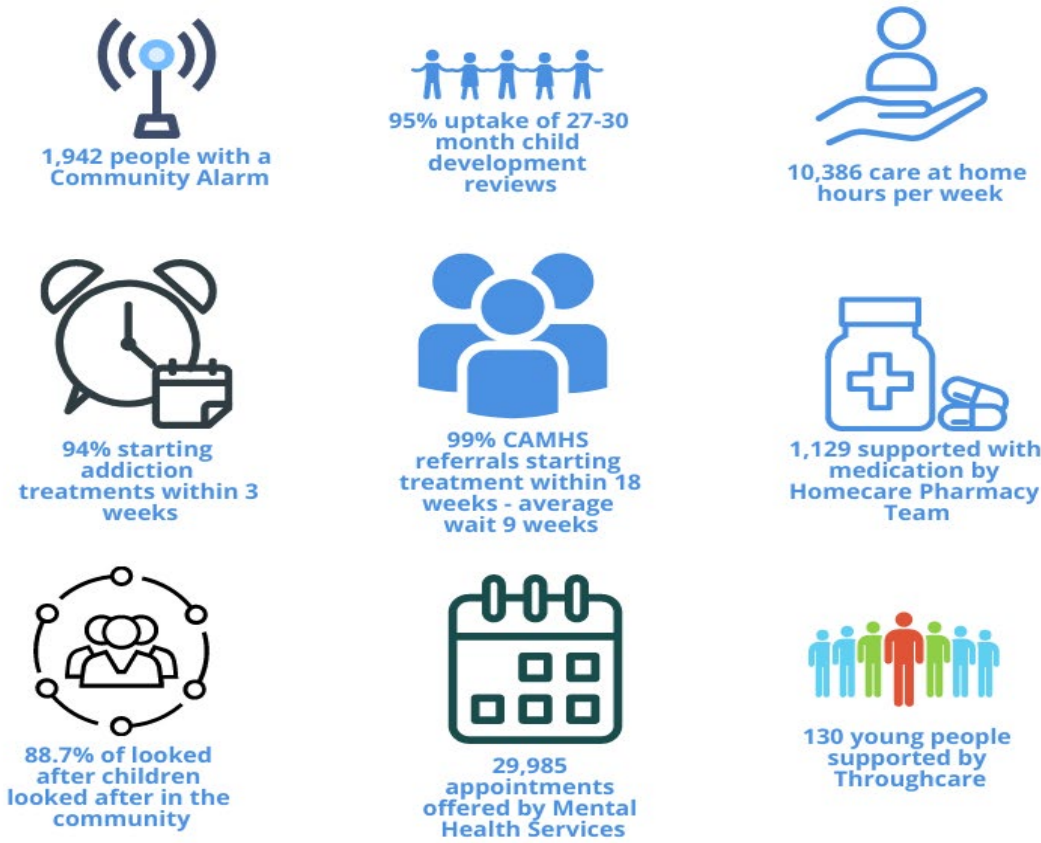 1,942 people with a
Community Alarm
95% uptake of 27-30
month child
development
reviews
10,386 care at home
hours per week
94% starting
addiction
treatments within 3
weeks
99% CAMHS
referrals starting
treatment within 18
weeks - average
wait 9 weeks
1,129 supported with
medication by
Homecare Pharmacy
Team
88.7% of looked
after children
looked after in the
community
29,985
appointments
offered by Mental
Health Services
130 young people
supported by
Throughcare